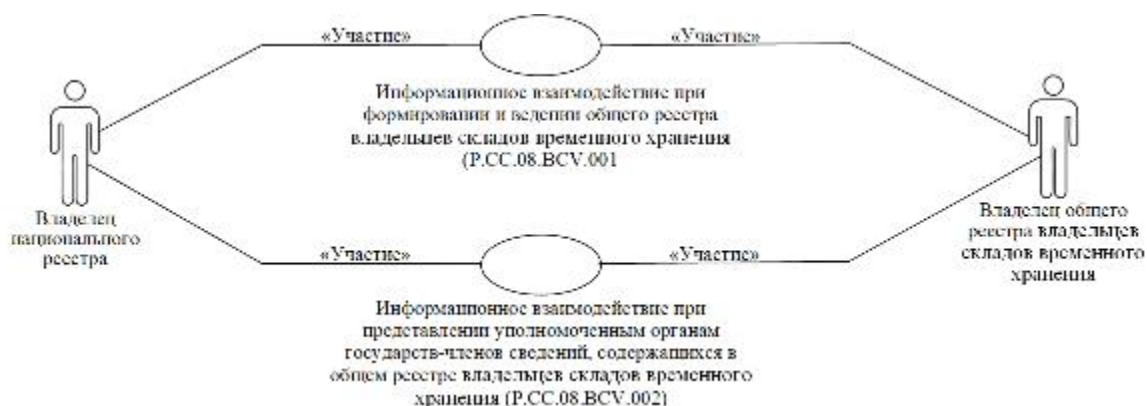 «Участие»
«Участие»
Информационное взаимодействие при
формировании и ведении общего реестра
владельцев складов временного хранения
(P.CC.08.BCV.001
Владелец
национального
реестра
Владелец общего
реестра владельцев
складов временного
хранения
«Участие»
«Участие»
Информационное взаимодействие при
представлении уполномоченным органам
государств-членов сведений, содержащихся в
общем реестре владельцев складов временного
хранения (P.CC.08.BCV.002)